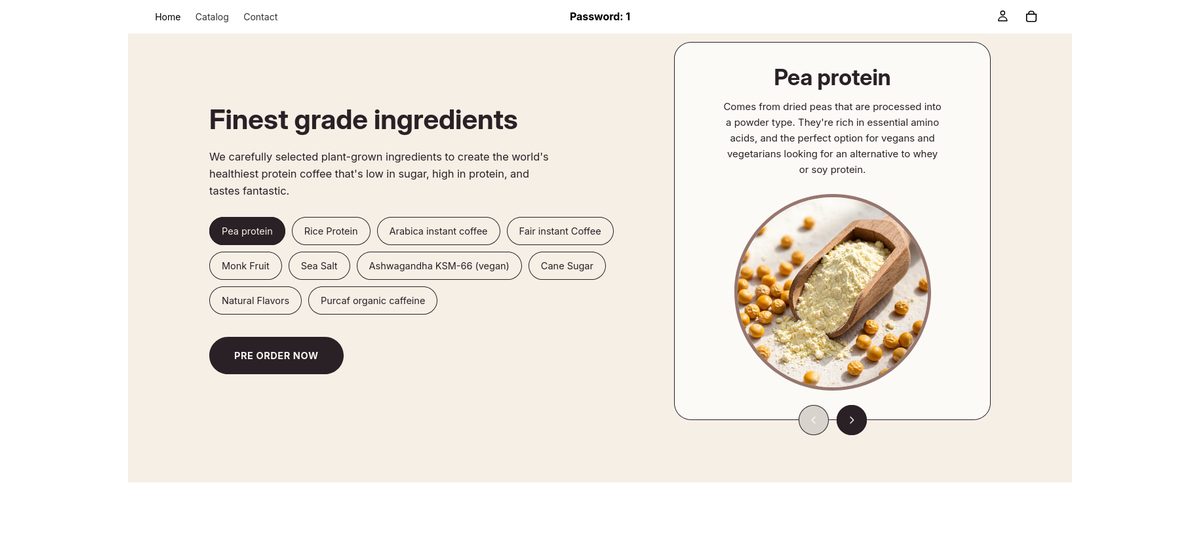 Home Catalog Contact Password: 1
Finest grade ingredients
We carefully selected plant-grown ingredients to create the world's
healthiest protein coffee that's low in sugar, high in protein, and
tastes fantastic.
Pea protein Rice Protein Arabica instant coffee Fair instant Coffee
Monk Fruit Sea Salt Ashwagandha KSM-66 (vegan) Cane Sugar
Natural Flavors Purcaf organic caffeine
PRE ORDER NOW
Pea protein
Comes from dried peas that are processed into
a powder type. They're rich in essential amino
acids, and the perfect option for vegans and
vegetarians looking for an alternative to whey
or soy protein.